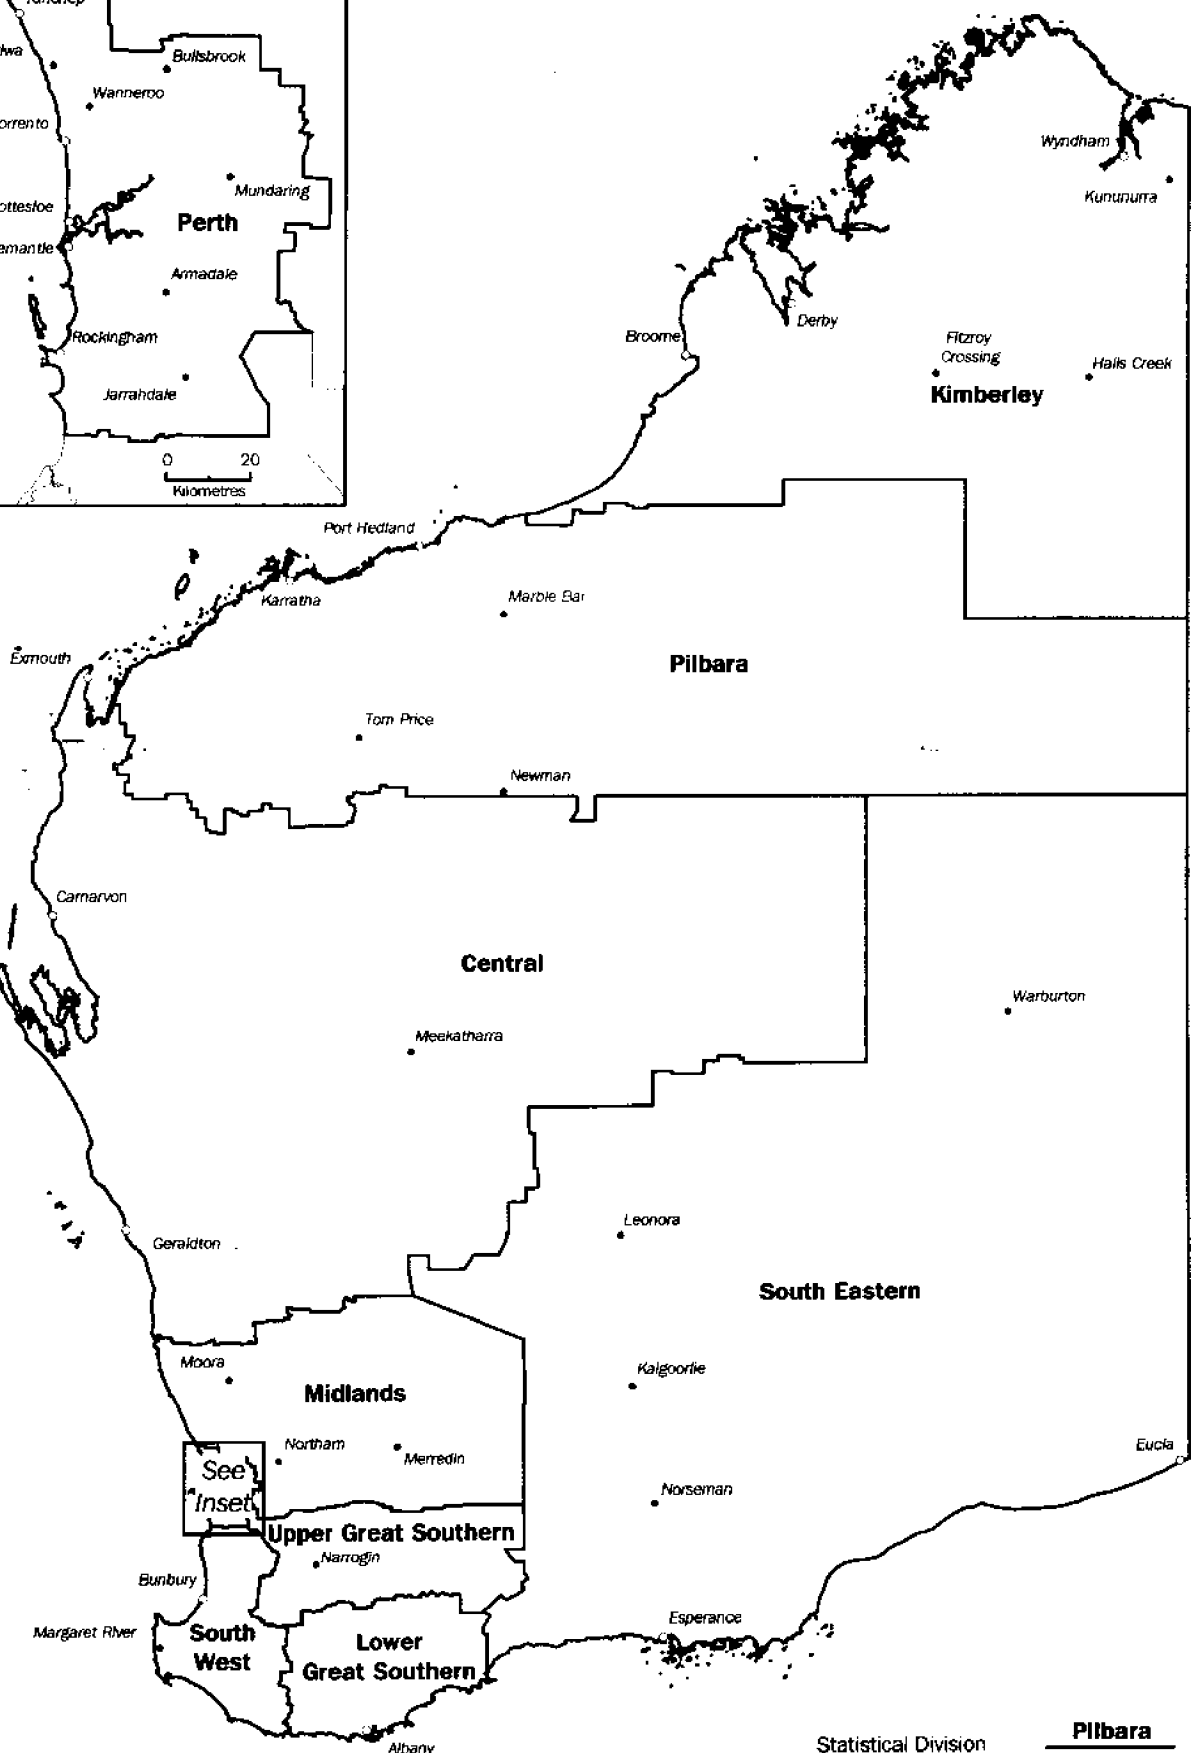 Bullsbrook
Wanneroo
Mundaring
Perth
Armadale
Rockingham
Jarrahdale
0 20
Kilometres
Wyndham
Kununurra
Derby
Broome
Fitzroy
Crossing
Halls Creek
Kimberley
Port Hedland
Karratha
Marble Bar
Exmouth
Pilbara
Tom Price
Newman
Carnarvon
Central
Warburton
Meekatharra
Leonora
Geraldton
South Eastern
Moora
Kalgoorlie
Midlands
Northam
Merredin
Eucla
See
Inset
Norseman
Upper Great Southern
Narrogin
Bunbury
Esperance
Margaret River
South
West
Lower
Great Southern
Albany
Statistical Division
Pilbara